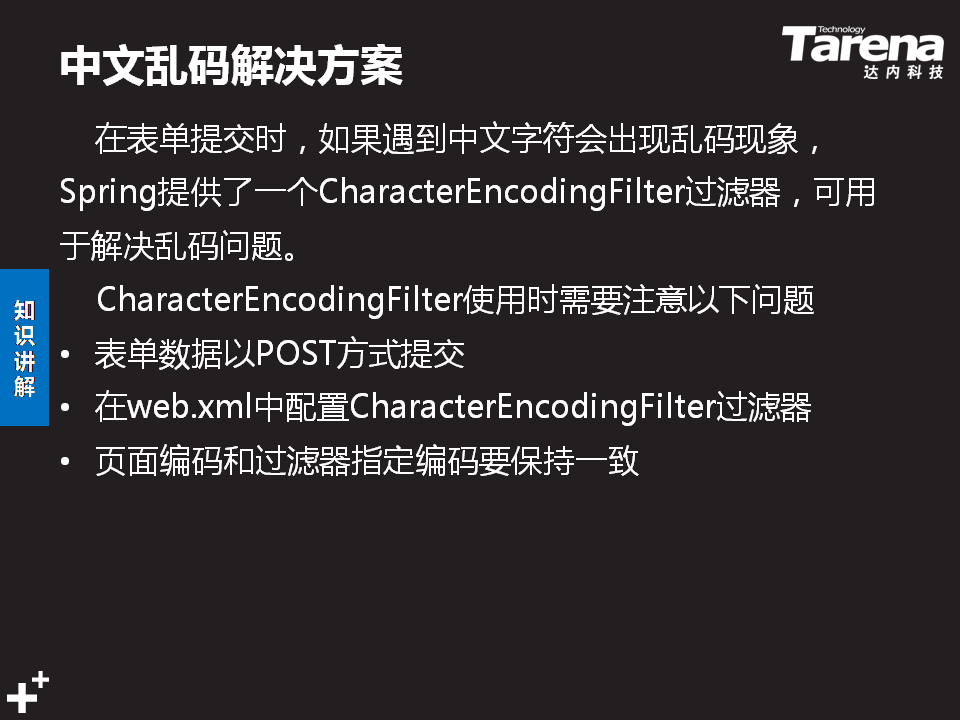 中文乱码解决方案
Technology
Tarena
达内科技
在表单提交时，如果遇到中文字符会出现乱码现象，
Spring提供了一个CharacterEncodingFilter过滤器，可用
于解决乱码问题。
CharacterEncodingFilter使用时需要注意以下问题
• 表单数据以POST方式提交
• 在web.xml中配置CharacterEncodingFilter过滤器
• 页面编码和过滤器指定编码要保持一致
知识讲解